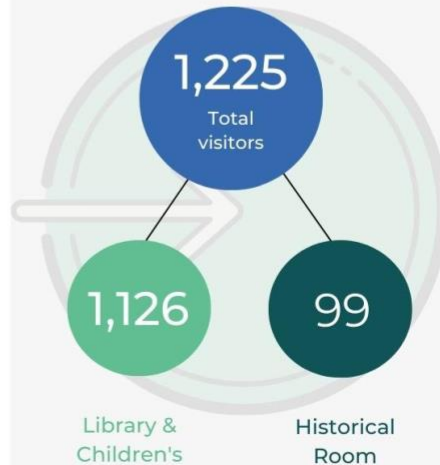 1,225
Total
visitors
1,126
99
Library &
Children's
Historical
Room